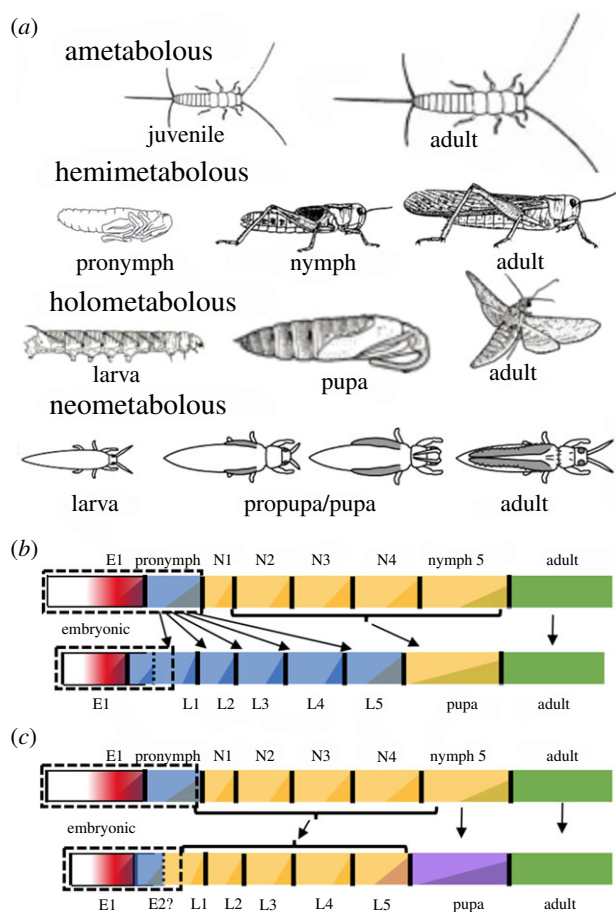 (a)
ametabolous
juvenile adult
hemimetabolous
pronymph nymph adult
holometabolous
larva pupa adult
neometabolous
larva propupa/pupa adult
(b)
E1 pronymph N1 N2 N3 N4 nymph 5 adult
embryonic
E1 L1 L2 L3 L4 L5 pupa adult
(c)
E1 pronymph N1 N2 N3 N4 nymph 5 adult
embryonic
E1 E2? L1 L2 L3 L4 L5 pupa adult